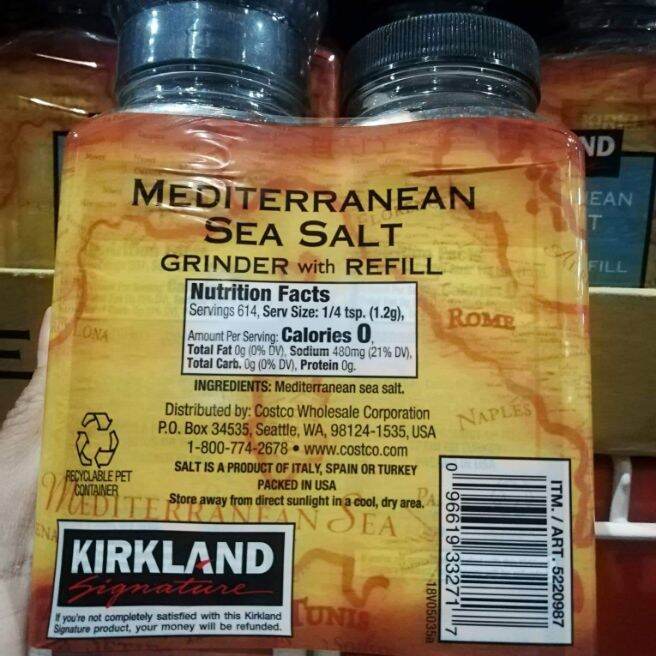 MEDITERRANEAN
SEA SALT
GRINDER with REFILL
Nutrition Facts
Servings 614, Serv Size: 1/4 tsp. (1.2g),
Amount Per Serving: Calories 0,
Total Fat 0g (0% DV), Sodium 480mg (21% DV),
Total Carb. 0g (0% DV), Protein 0g.
INGREDIENTS: Mediterranean sea salt.
Distributed by: Costco Wholesale Corporation
P.O. Box 34535, Seattle, WA, 98124-1535, USA
1-800-774-2678 • www.costco.com
SALT IS A PRODUCT OF ITALY, SPAIN OR TURKEY
PACKED IN USA
Store away from direct sunlight in a cool, dry area.
RECYCLABLE PET
CONTAINER
ROME
NAPLES
LONA
MEDITERRANEAN SEA
TUNIS
KIRKLAND
Signature
If you're not completely satisfied with this Kirkland
Signature product, your money will be refunded.
0 96619 33271 7
ITM. / ART. 5220987
18V05035a
ND
EAN
T
FILL